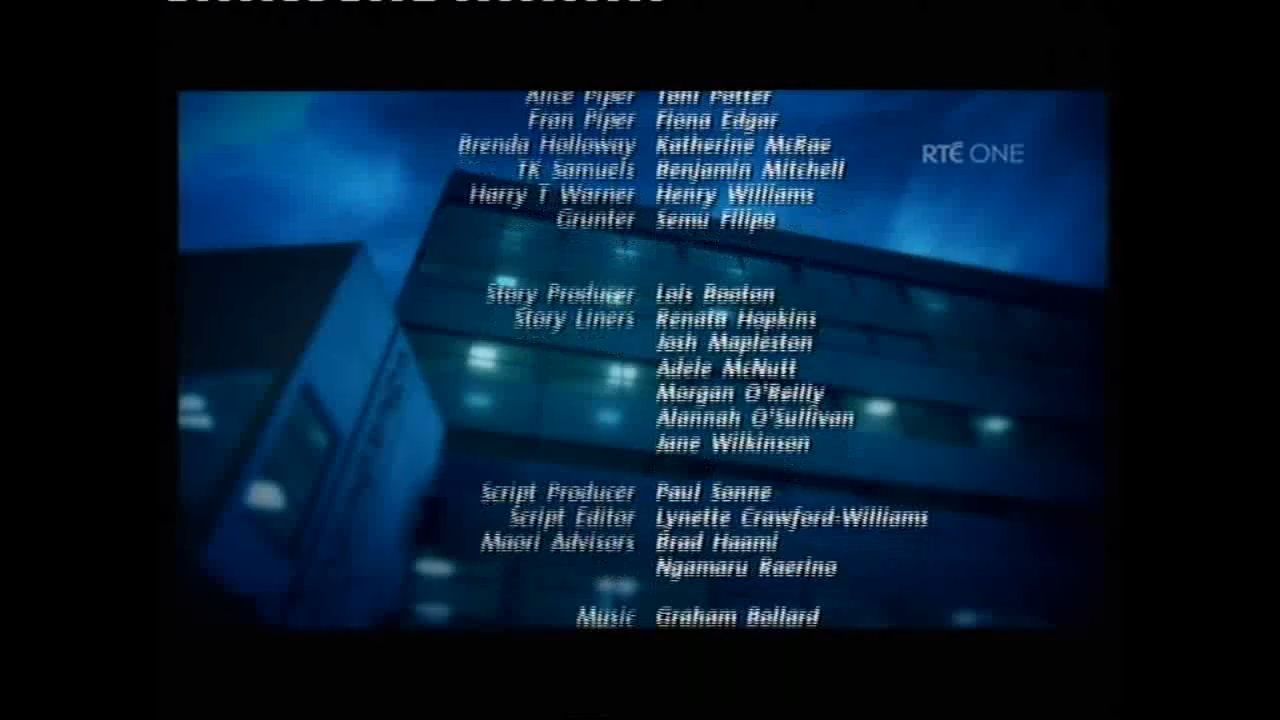 Alice Piper Toni Potter
Fran Piper Fiona Edgar
RTÉ ONE
Brenda Holloway Katherine McRae
TK Samuels Benjamin Mitchell
Harry T Warner Henry Williams
Grunter Semu Filipo
Story Producer Lois Booton
Story Liners Renata Hopkins
Josh Mapleston
Adele McNutt
Morgan O'Reilly
Alannah O'Sullivan
Jane Wilkinson
Script Producer Paul Sonne
Script Editor Lynette Crawford-Williams
Maori Advisors Brad Haami
Ngamaru Raerino
Music Graham Bollard